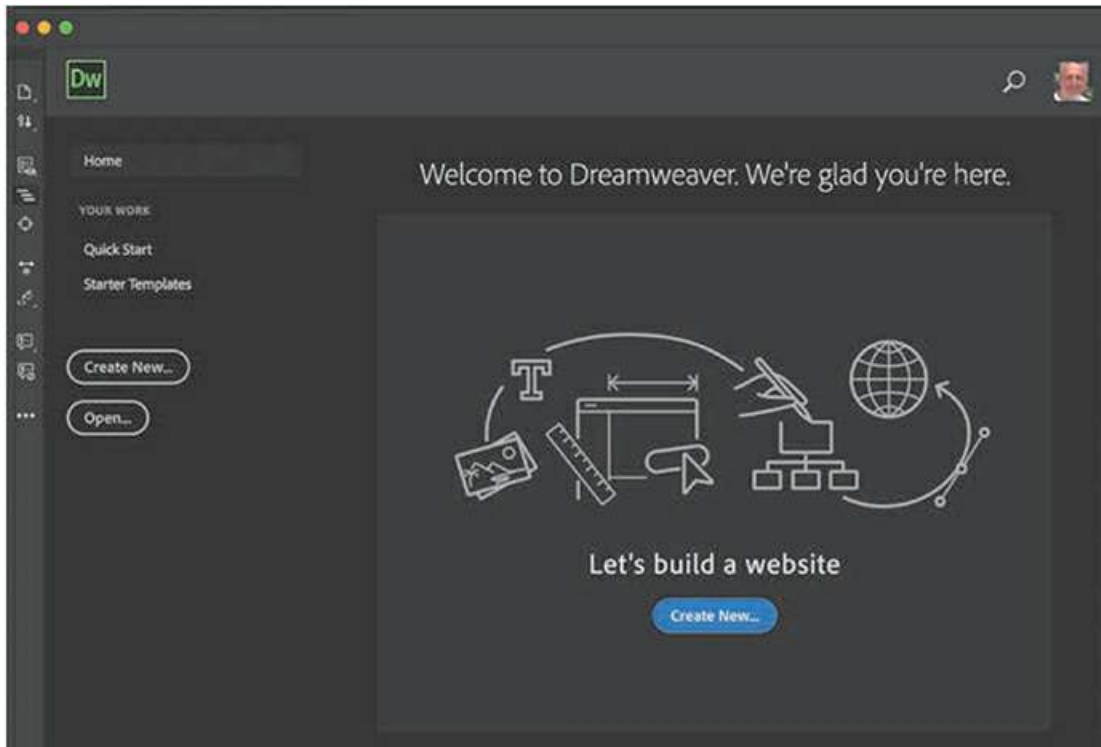 Dw
Home
Welcome to Dreamweaver. We're glad you're here.
YOUR WORK
Quick Start
Starter Templates
Create New...
Open...
T
Let's build a website
Create New...